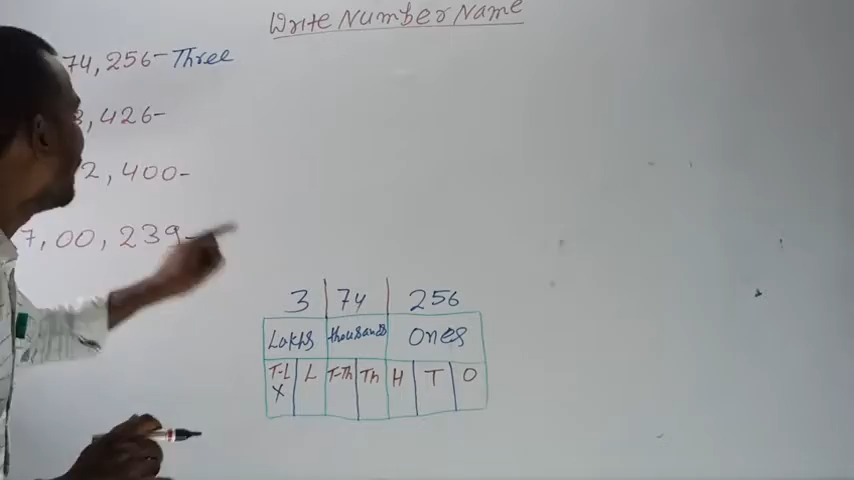 Write Number Name
74,256- Three
3,426-
2,400-
7,00,239-
3 74 256
Lakhs thousands Ones
T-L L T-Th Th H T O
X